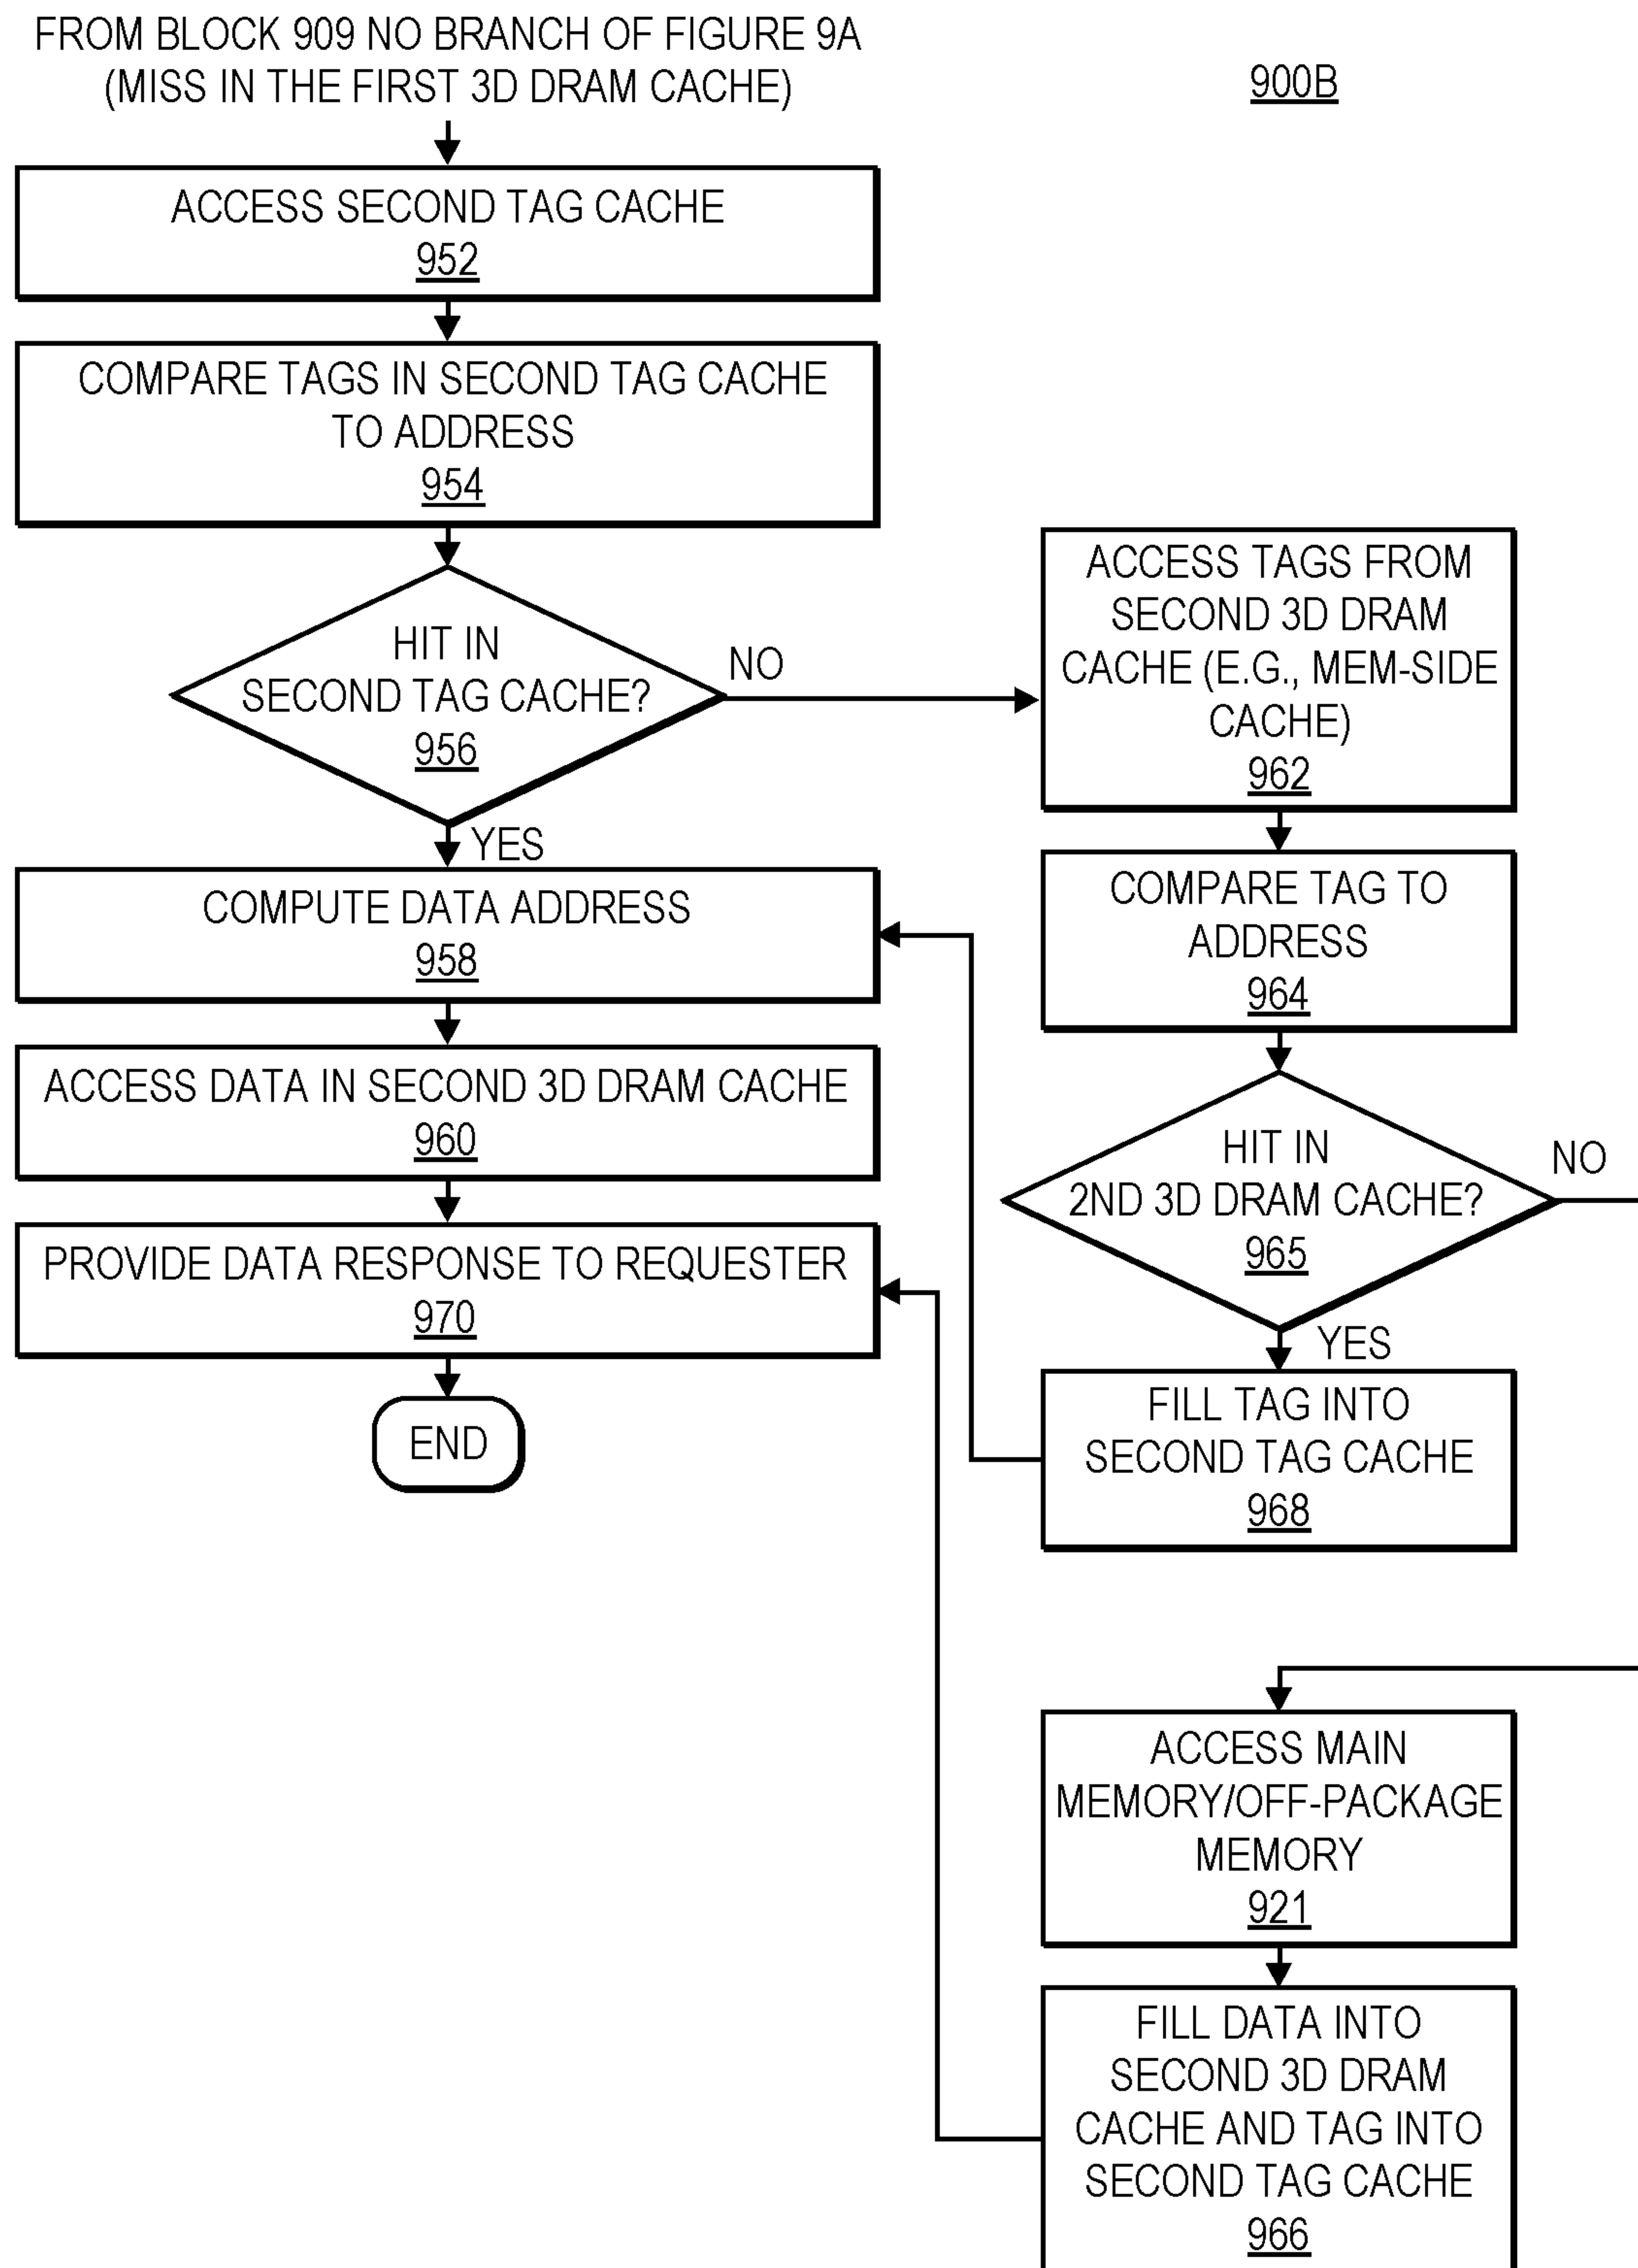 FROM BLOCK 909 NO BRANCH OF FIGURE 9A
(MISS IN THE FIRST 3D DRAM CACHE)
900B
ACCESS SECOND TAG CACHE
952
COMPARE TAGS IN SECOND TAG CACHE
TO ADDRESS
954
HIT IN
SECOND TAG CACHE?
956
NO
YES
COMPUTE DATA ADDRESS
958
ACCESS DATA IN SECOND 3D DRAM CACHE
960
PROVIDE DATA RESPONSE TO REQUESTER
970
END
ACCESS TAGS FROM
SECOND 3D DRAM
CACHE (E.G., MEM-SIDE
CACHE)
962
COMPARE TAG TO
ADDRESS
964
HIT IN
2ND 3D DRAM CACHE?
965
NO
YES
FILL TAG INTO
SECOND TAG CACHE
968
ACCESS MAIN
MEMORY/OFF-PACKAGE
MEMORY
921
FILL DATA INTO
SECOND 3D DRAM
CACHE AND TAG INTO
SECOND TAG CACHE
966